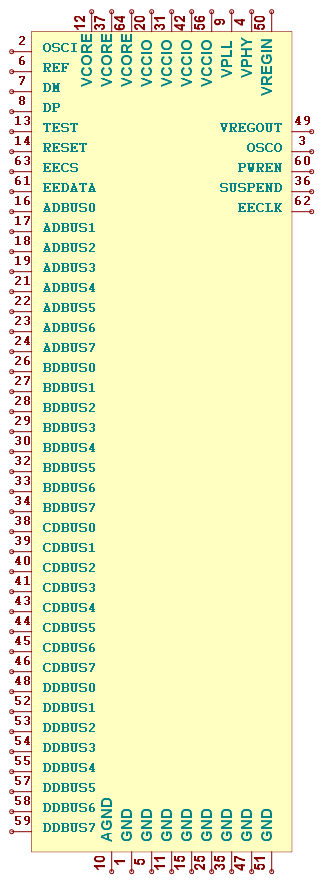 12 37 64 20 31 42 56 9 4 50
VCORE VCORE VCORE VCCIO VCCIO VCCIO VCCIO VPLL VPHY VREGIN
2 OSCI
6 REF
7 DM
8 DP
13 TEST VREGOUT 49
14 RESET OSCO 3
63 EECS PWREN 60
61 EEDATA SUSPEND 36
16 ADBUS0 EECLK 62
17 ADBUS1
18 ADBUS2
19 ADBUS3
21 ADBUS4
22 ADBUS5
23 ADBUS6
24 ADBUS7
26 BDBUS0
27 BDBUS1
28 BDBUS2
29 BDBUS3
30 BDBUS4
32 BDBUS5
33 BDBUS6
34 BDBUS7
38 CDBUS0
39 CDBUS1
40 CDBUS2
41 CDBUS3
43 CDBUS4
44 CDBUS5
45 CDBUS6
46 CDBUS7
48 DDBUS0
52 DDBUS1
53 DDBUS2
54 DDBUS3
55 DDBUS4
57 DDBUS5
58 DDBUS6
59 DDBUS7
AGND GND GND GND GND GND GND GND GND
10 1 5 11 15 25 35 47 51